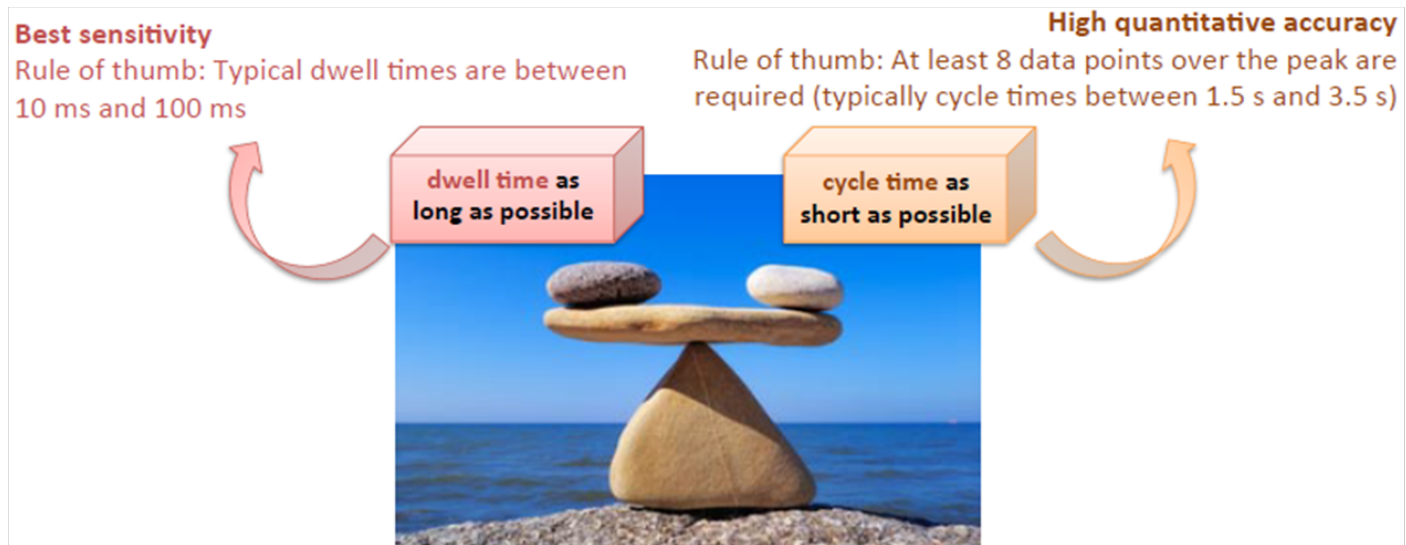 Best sensitivity
Rule of thumb: Typical dwell times are between
10 ms and 100 ms
High quantitative accuracy
Rule of thumb: At least 8 data points over the peak are
required (typically cycle times between 1.5 s and 3.5 s)
dwell time as
long as possible
cycle time as
short as possible